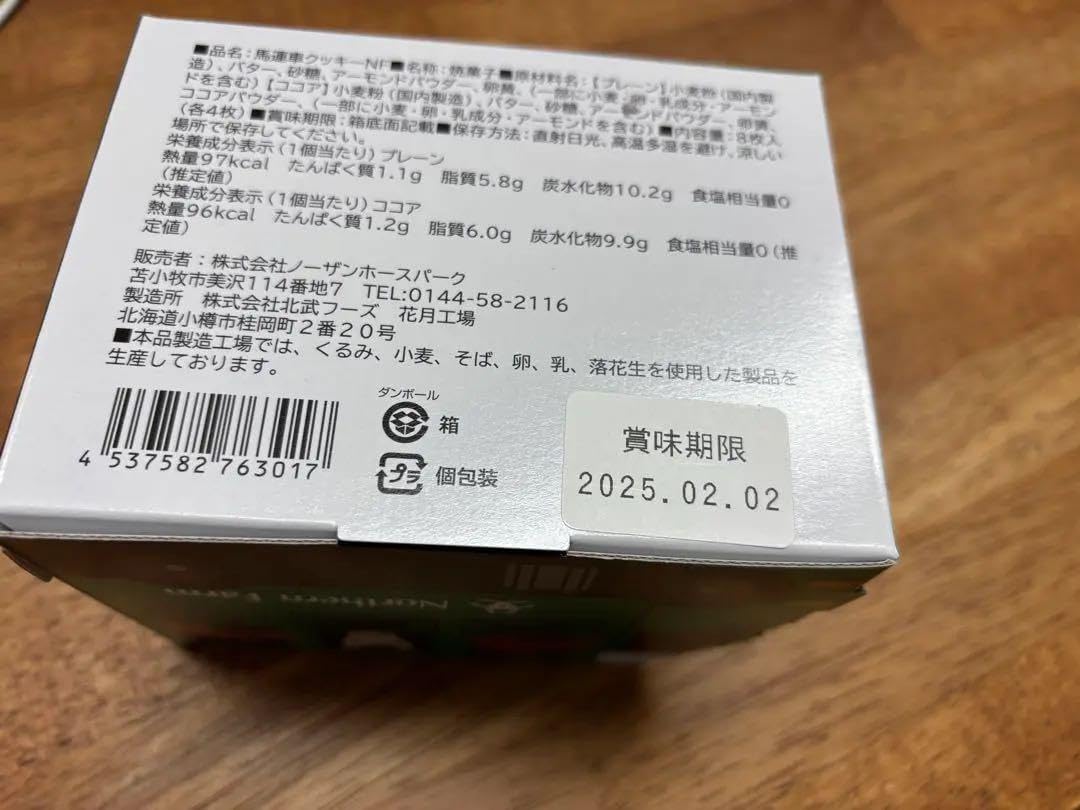 ■品名：馬運車クッキーNF■名称：焼菓子■原材料名：【プレーン】小麦粉（国内製
造）、バター、砂糖、アーモンドパウダー、卵黄、（一部に小麦・卵・乳成分・アーモン
ドを含む）【ココア】小麦粉（国内製造）、バター、砂糖、アーモンドパウダー、卵黄、
ココアパウダー、（一部に小麦・卵・乳成分・アーモンドを含む）■内容量：8枚入
（各4枚）■賞味期限：箱底面記載■保存方法：直射日光、高温多湿を避け、涼しい
場所で保存してください。
栄養成分表示（1個当たり）プレーン
熱量97kcal たんぱく質1.1g 脂質5.8g 炭水化物10.2g 食塩相当量0
（推定値）
栄養成分表示（1個当たり）ココア
熱量96kcal たんぱく質1.2g 脂質6.0g 炭水化物9.9g 食塩相当量0（推
定値）
販売者：株式会社ノーザンホースパーク
苫小牧市美沢114番地7 TEL:0144-58-2116
製造所 株式会社北武フーズ 花月工場
北海道小樽市桂岡町２番２０号
■本品製造工場では、くるみ、小麦、そば、卵、乳、落花生を使用した製品を
生産しております。
ダンボール
箱
プラ
個包装
4 537582 763017
賞味期限
2025.02.02
Northern Farm